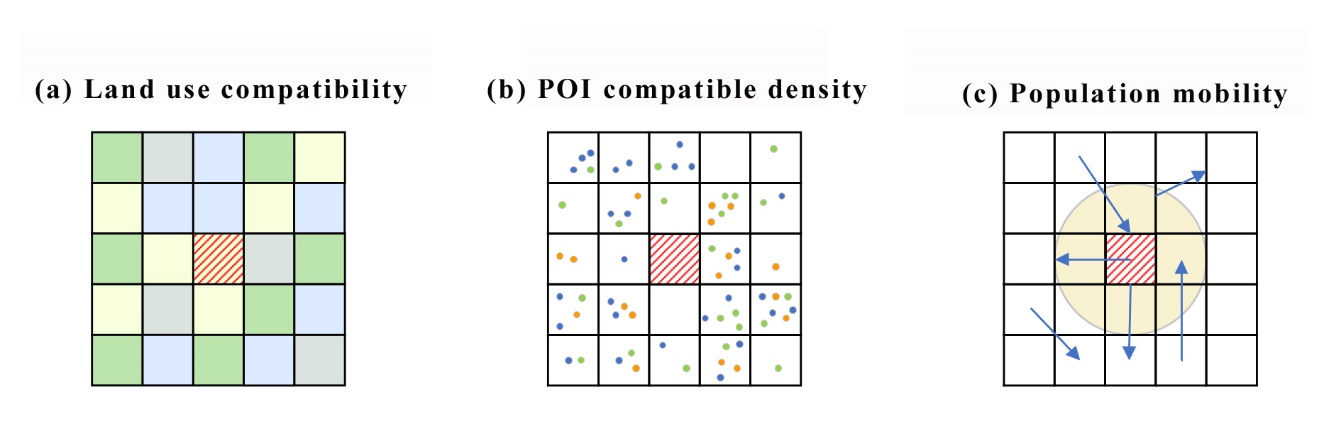 (a) Land use compatibility
(b) POI compatible density
(c) Population mobility